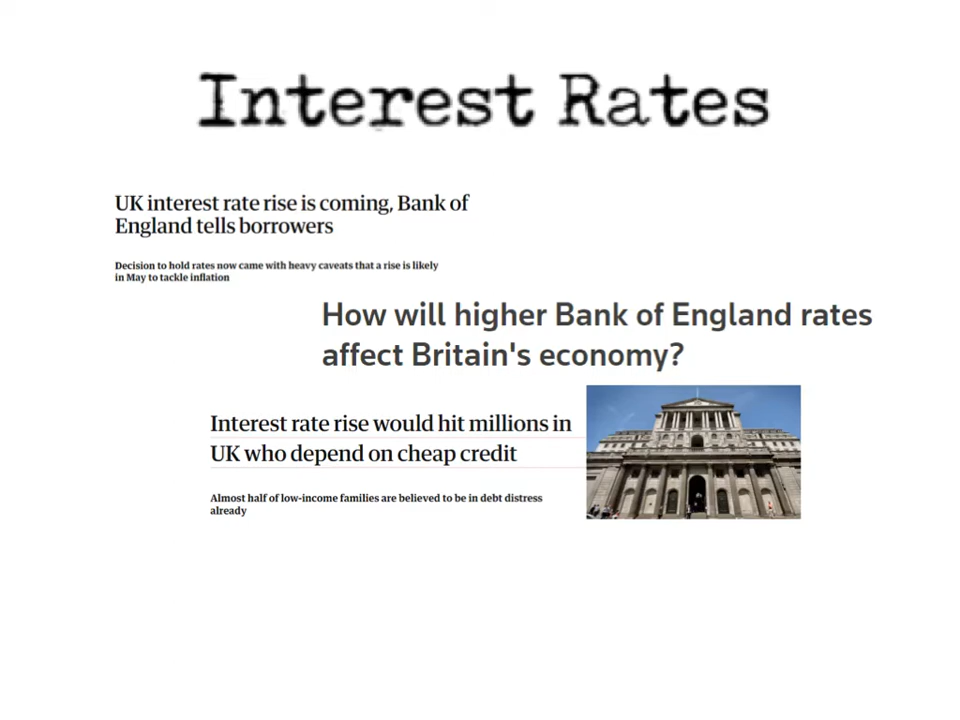 Interest Rates
UK interest rate rise is coming, Bank of
England tells borrowers
Decision to hold rates now came with heavy caveats that a rise is likely
in May to tackle inflation
How will higher Bank of England rates
affect Britain's economy?
Interest rate rise would hit millions in
UK who depend on cheap credit
Almost half of low-income families are believed to be in debt distress
already